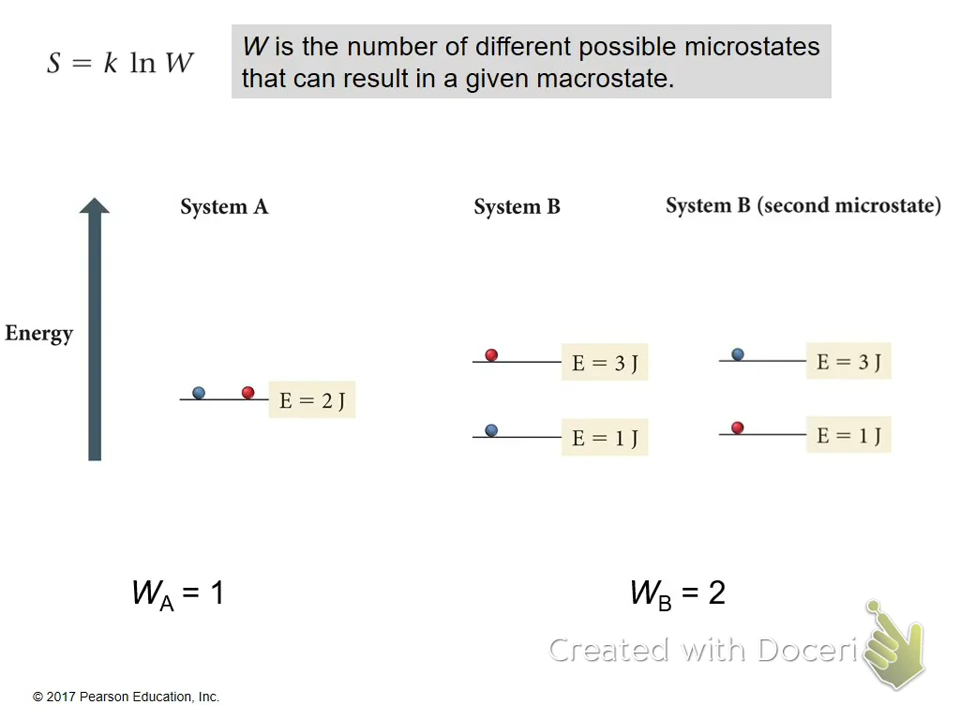 S = k ln W
W is the number of different possible microstates
that can result in a given macrostate.
System A
System B
System B (second microstate)
Energy
E = 2 J
E = 3 J
E = 1 J
E = 3 J
E = 1 J
W_A = 1
W_B = 2
Created with Doceri
© 2017 Pearson Education, Inc.